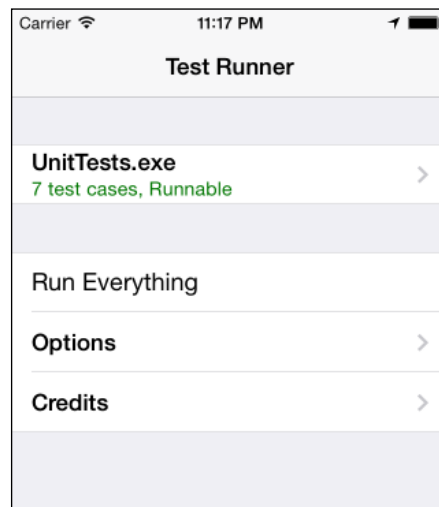 Carrier 11:17 PM
Test Runner
UnitTests.exe
7 test cases, Runnable
Run Everything
Options
Credits